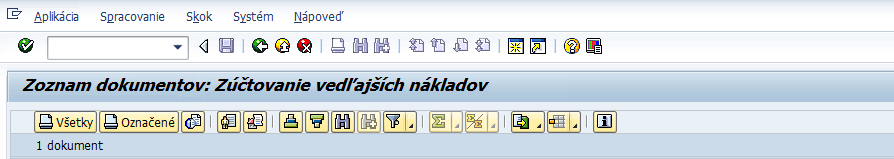 Aplikácia Spracovanie Skok Systém Nápoveď
Zoznam dokumentov: Zúčtovanie vedľajších nákladov
Všetky Označené
1 dokument